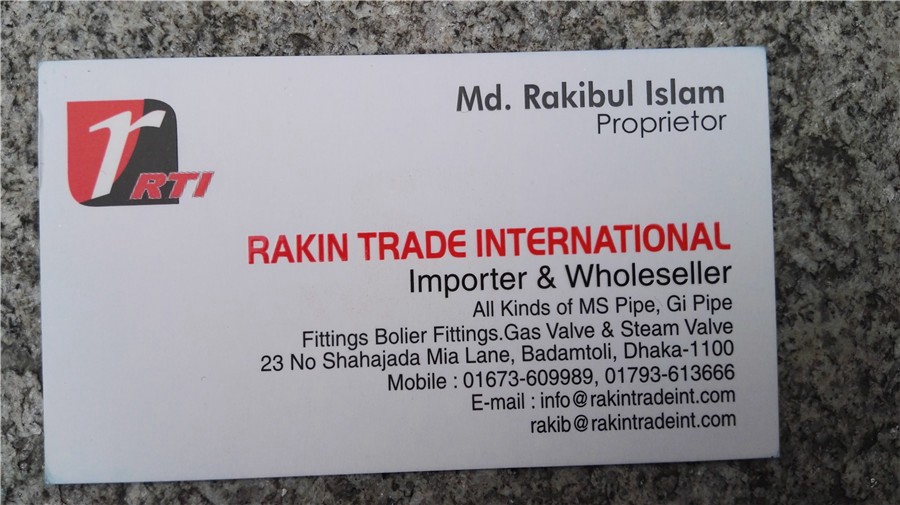 r
RTI
Md. Rakibul Islam
Proprietor
RAKIN TRADE INTERNATIONAL
Importer & Wholeseller
All Kinds of MS Pipe, Gi Pipe
Fittings Bolier Fittings.Gas Valve & Steam Valve
23 No Shahajada Mia Lane, Badamtoli, Dhaka-1100
Mobile : 01673-609989, 01793-613666
E-mail : info@rakintradeint.com
rakib@rakintradeint.com